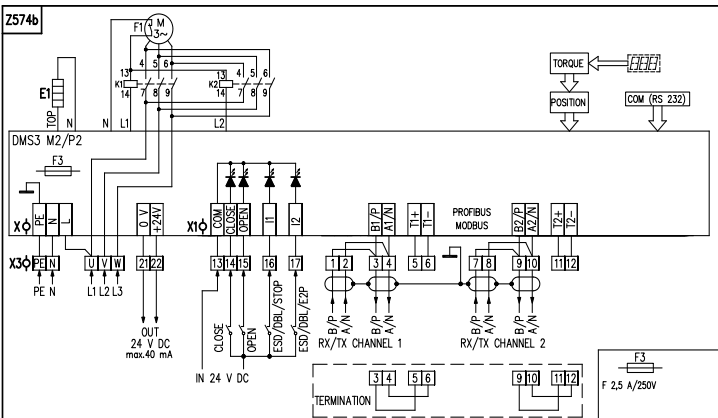 Z574b
F1 M 3~
4 5 6 4 5 6
13 13
K1 K2
14 7 8 9 14 7 8 9
E1
TOP N N L1 L2
TORQUE
POSITION COM (RS 232)
DMS3 M2/P2
F3
X PE N L 0 V +24V X1 COM CLOSE OPEN I1 I2 B1/P A1/N T1+ T1- PROFIBUS MODBUS B2/P A2/N T2+ T2-
X3 PE N U V W 21 22 13 14 15 16 17 1 2 3 4 5 6 7 8 9 10 11 12
PE N L1 L2 L3
OUT
24 V DC
max.40 mA
CLOSE OPEN ESD/DBL/STOP ESD/DBL/E2P
IN 24 V DC
B/P A/N B/P A/N B/P A/N B/P A/N
RX/TX CHANNEL 1 RX/TX CHANNEL 2
TERMINATION
3 4 5 6 9 10 11 12
F3
F 2,5 A/250V